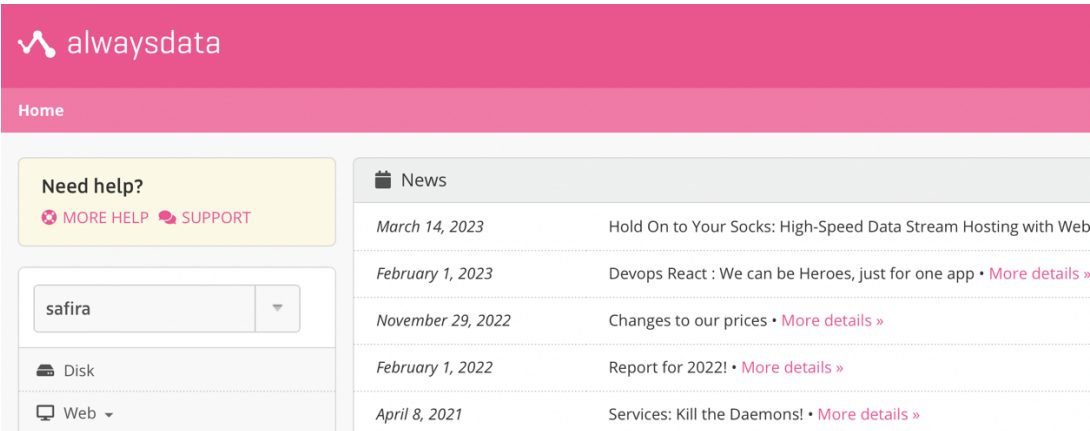 alwaysdata
Home
Need help?
MORE HELP SUPPORT
safira
Disk
Web
News
March 14, 2023 Hold On to Your Socks: High-Speed Data Stream Hosting with Web
February 1, 2023 Devops React : We can be Heroes, just for one app • More details »
November 29, 2022 Changes to our prices • More details »
February 1, 2022 Report for 2022! • More details »
April 8, 2021 Services: Kill the Daemons! • More details »